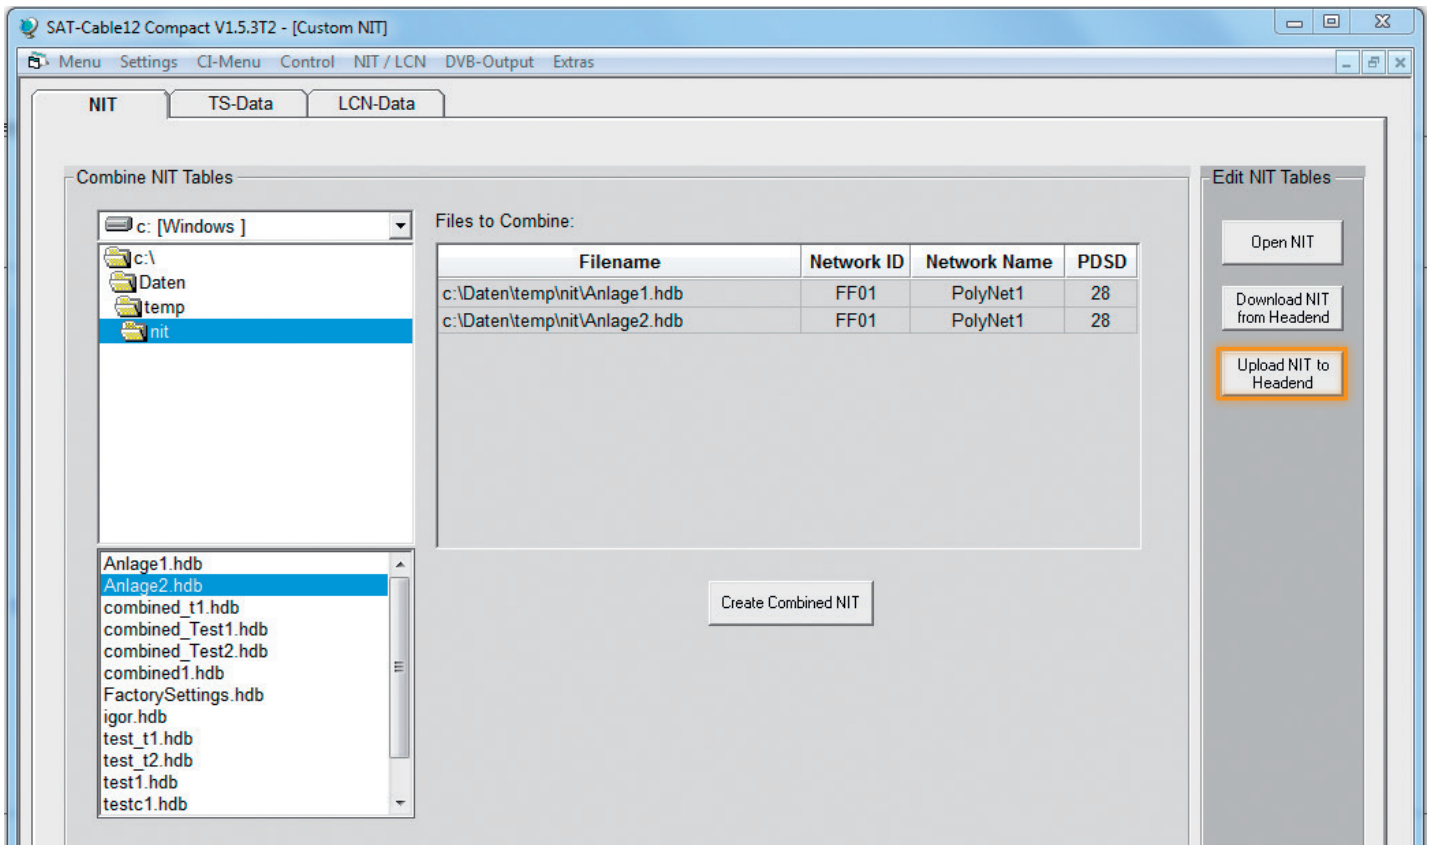 SAT-Cable12 Compact V1.5.3T2 - [Custom NIT]
Menu Settings CI-Menu Control NIT / LCN DVB-Output Extras
NIT TS-Data LCN-Data
Combine NIT Tables
Edit NIT Tables
c: [Windows ]
c:\
Daten
temp
nit
Files to Combine:
Filename Network ID Network Name PDSD
c:\Daten\temp\nit\Anlage1.hdb FF01 PolyNet1 28
c:\Daten\temp\nit\Anlage2.hdb FF01 PolyNet1 28
Open NIT
Download NIT
from Headend
Upload NIT to
Headend
Anlage1.hdb
Anlage2.hdb
combined_t1.hdb
combined_Test1.hdb
combined_Test2.hdb
combined1.hdb
FactorySettings.hdb
igor.hdb
test_t1.hdb
test_t2.hdb
test1.hdb
testc1.hdb
Create Combined NIT